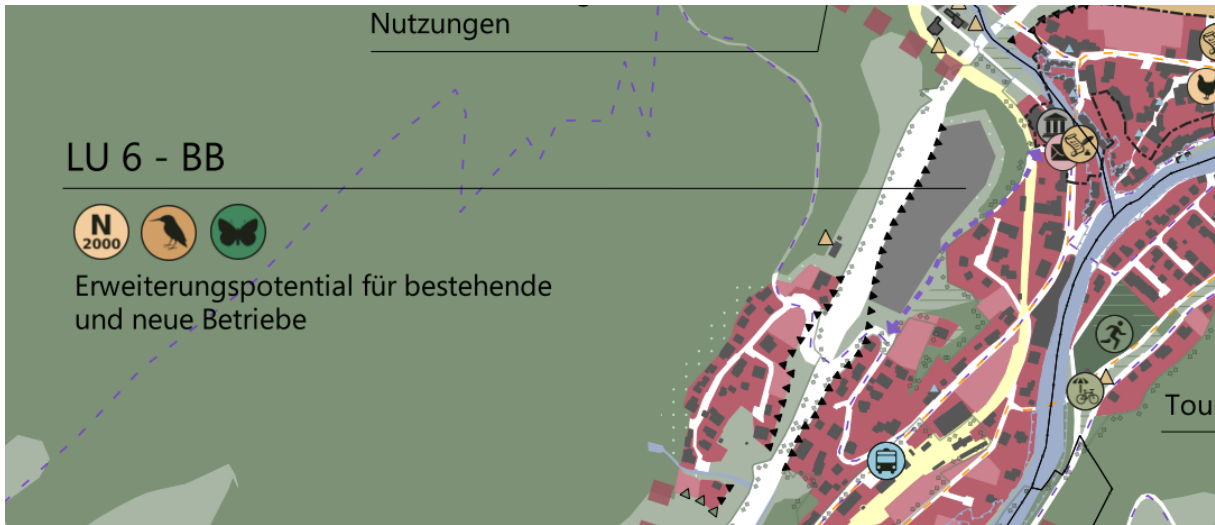 Nutzungen
LU 6 - BB
N
2000
Erweiterungspotential für bestehende
und neue Betriebe
Tou